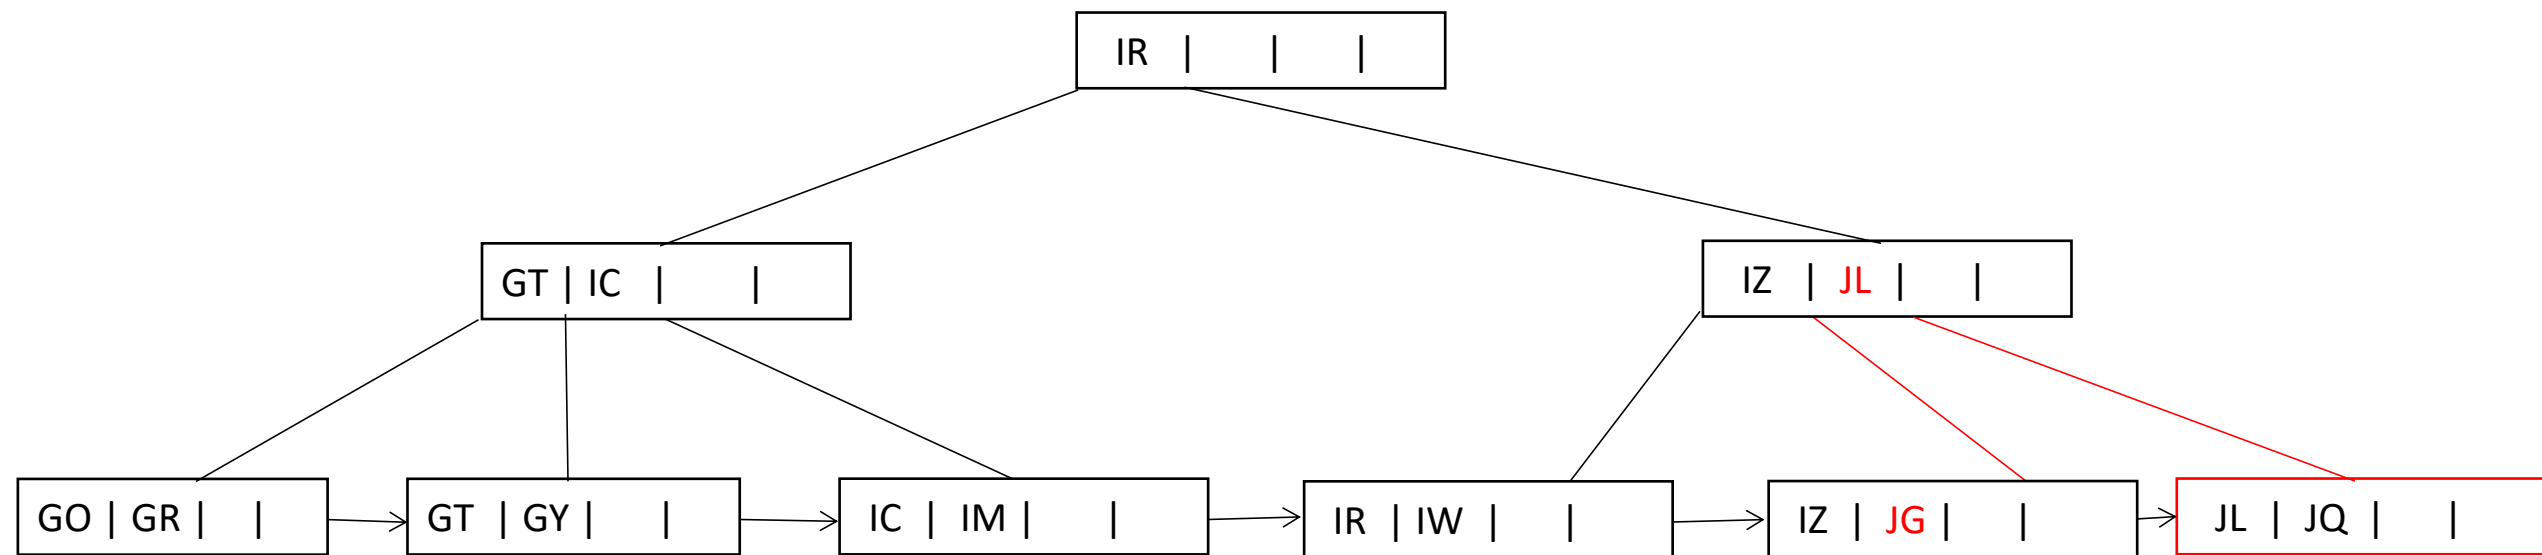 IR | | |
GT | IC | |
IZ | JL | |
GO | GR | |
GT | GY | |
IC | IM | |
IR | IW | |
IZ | JG | |
JL | JQ | |